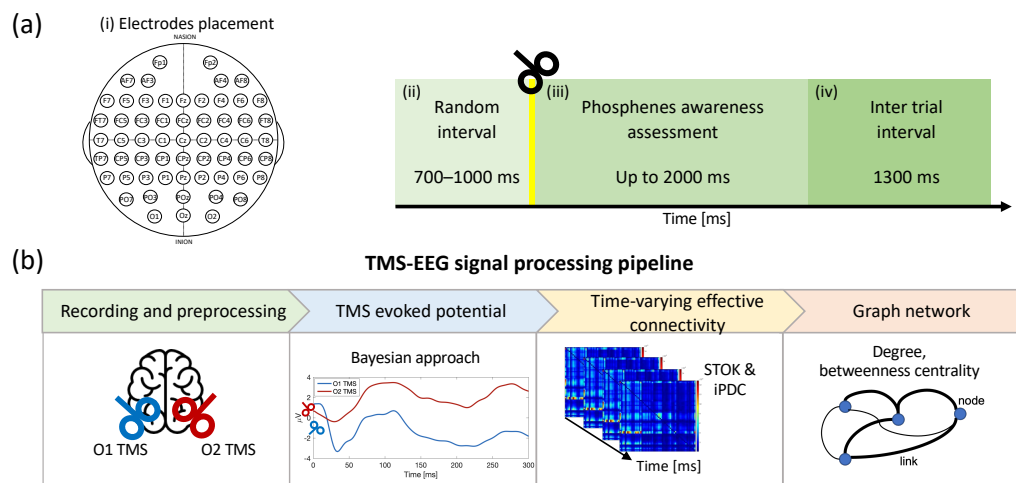 (a)
(i) Electrodes placement
NASION
Fp1 Fp2
AF7 AF3 AF4 AF8
F7 F5 F3 F1 Fz F2 F4 F6 F8
FT7 FC5 FC3 FC1 FCz FC2 FC4 FC6 FT8
T7 C5 C3 C1 Cz C2 C4 C6 T8
TP7 CP5 CP3 CP1 CPz CP2 CP4 CP6 CP8
P7 P5 P3 P1 Pz P2 P4 P6 P8
PO7 PO3 POz PO4 PO8
O1 Oz O2
INION
(ii)
Random
interval
700–1000 ms
(iii)
Phosphenes awareness
assessment
Up to 2000 ms
(iv)
Inter trial
interval
1300 ms
Time [ms]
(b)
TMS-EEG signal processing pipeline
Recording and preprocessing
O1 TMS O2 TMS
TMS evoked potential
Bayesian approach
O1 TMS
O2 TMS
µV
4
2
0
-2
-4
0 50 100 150 200 250 300
Time [ms]
Time-varying effective
connectivity
STOK &
iPDC
Time [ms]
Graph network
Degree,
betweenness centrality
node
link